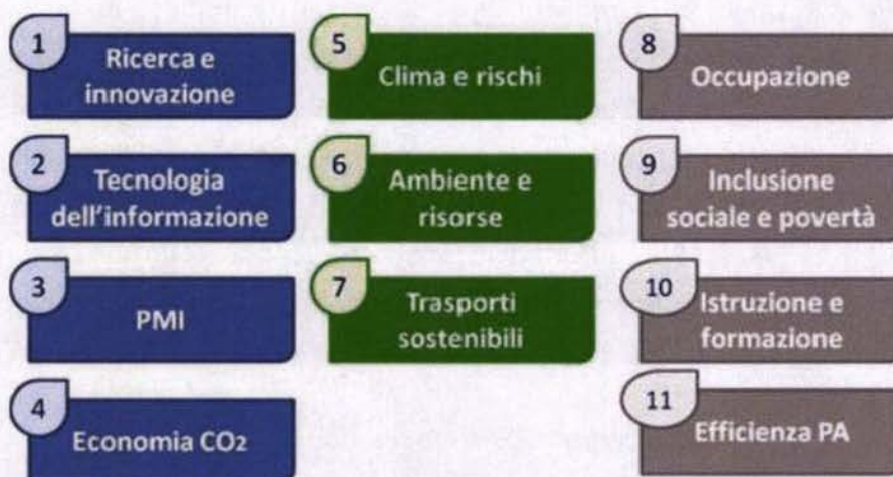 1
Ricerca e
innovazione
2
Tecnologia
dell'informazione
3
PMI
4
Economia CO2
5
Clima e rischi
6
Ambiente e
risorse
7
Trasporti
sostenibili
8
Occupazione
9
Inclusione
sociale e povertà
10
Istruzione e
formazione
11
Efficienza PA